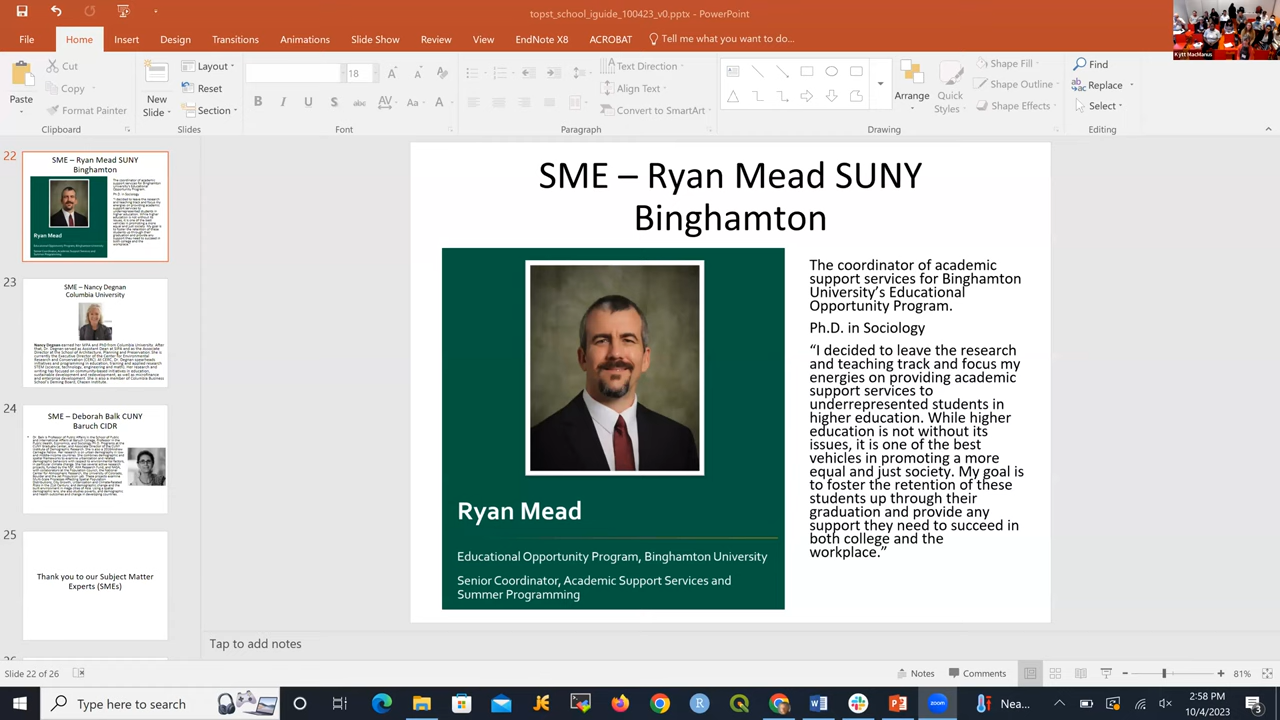 topst_school_iguide_100423_v0.pptx - PowerPoint
File Home Insert Design Transitions Animations Slide Show Review View EndNote X8 ACROBAT Tell me what you want to do...
Paste
Cut
Copy
Format Painter
Clipboard
New
Slide
Layout
Reset
Section
Slides
18
B I U S abc AV Aa A
Font
Text Direction
Align Text
Convert to SmartArt
Paragraph
Arrange
Quick
Styles
Shape Fill
Shape Outline
Shape Effects
Drawing
Find
Replace
Select
Editing
Kytt MacManus
22
SME – Ryan Mead SUNY
Binghamton
Ryan Mead
23
SME – Nancy Degnan
Columbia University
24
SME – Deborah Balk CUNY
Baruch CIDR
25
Thank you to our Subject Matter
Experts (SMEs)
SME – Ryan Mead SUNY
Binghamton
Ryan Mead
Educational Opportunity Program, Binghamton University
Senior Coordinator, Academic Support Services and
Summer Programming
The coordinator of academic
support services for Binghamton
University’s Educational
Opportunity Program.
Ph.D. in Sociology
“I decided to leave the research
and teaching track and focus my
energies on providing academic
support services to
underrepresented students in
higher education. While higher
education is not without its
issues, it is one of the best
vehicles in promoting a more
equal and just society. My goal is
to foster the retention of these
students up through their
graduation and provide any
support they need to succeed in
both college and the
workplace.”
Tap to add notes
Slide 22 of 26
Notes
Comments
81%
Type here to search
Nea...
2:58 PM
10/4/2023
3